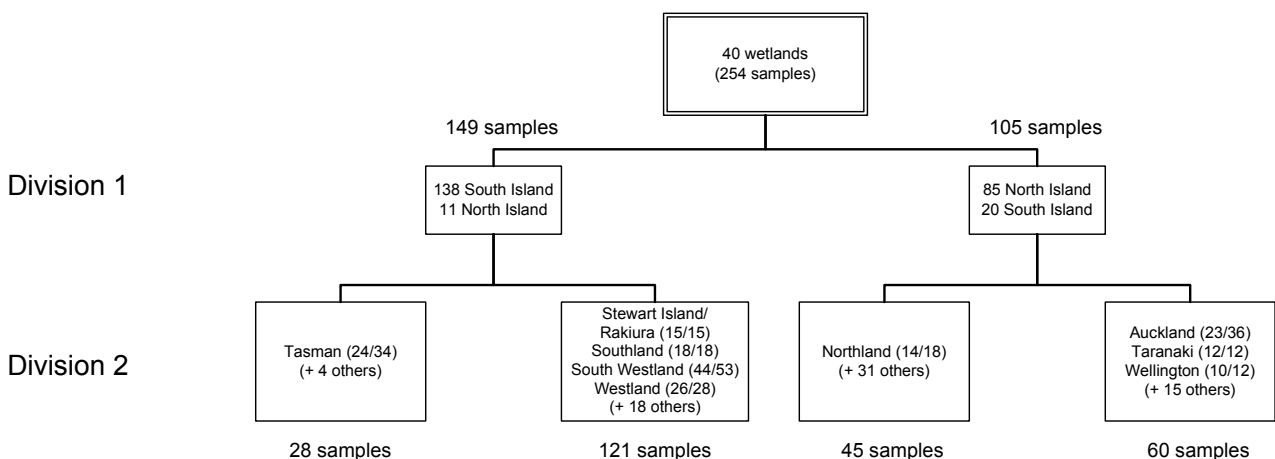 40 wetlands
(254 samples)
149 samples
105 samples
Division 1
138 South Island
11 North Island
85 North Island
20 South Island
Division 2
Tasman (24/34)
(+ 4 others)
Stewart Island/
Rakiura (15/15)
Southland (18/18)
South Westland (44/53)
Westland (26/28)
(+ 18 others)
Northland (14/18)
(+ 31 others)
Auckland (23/36)
Taranaki (12/12)
Wellington (10/12)
(+ 15 others)
28 samples
121 samples
45 samples
60 samples